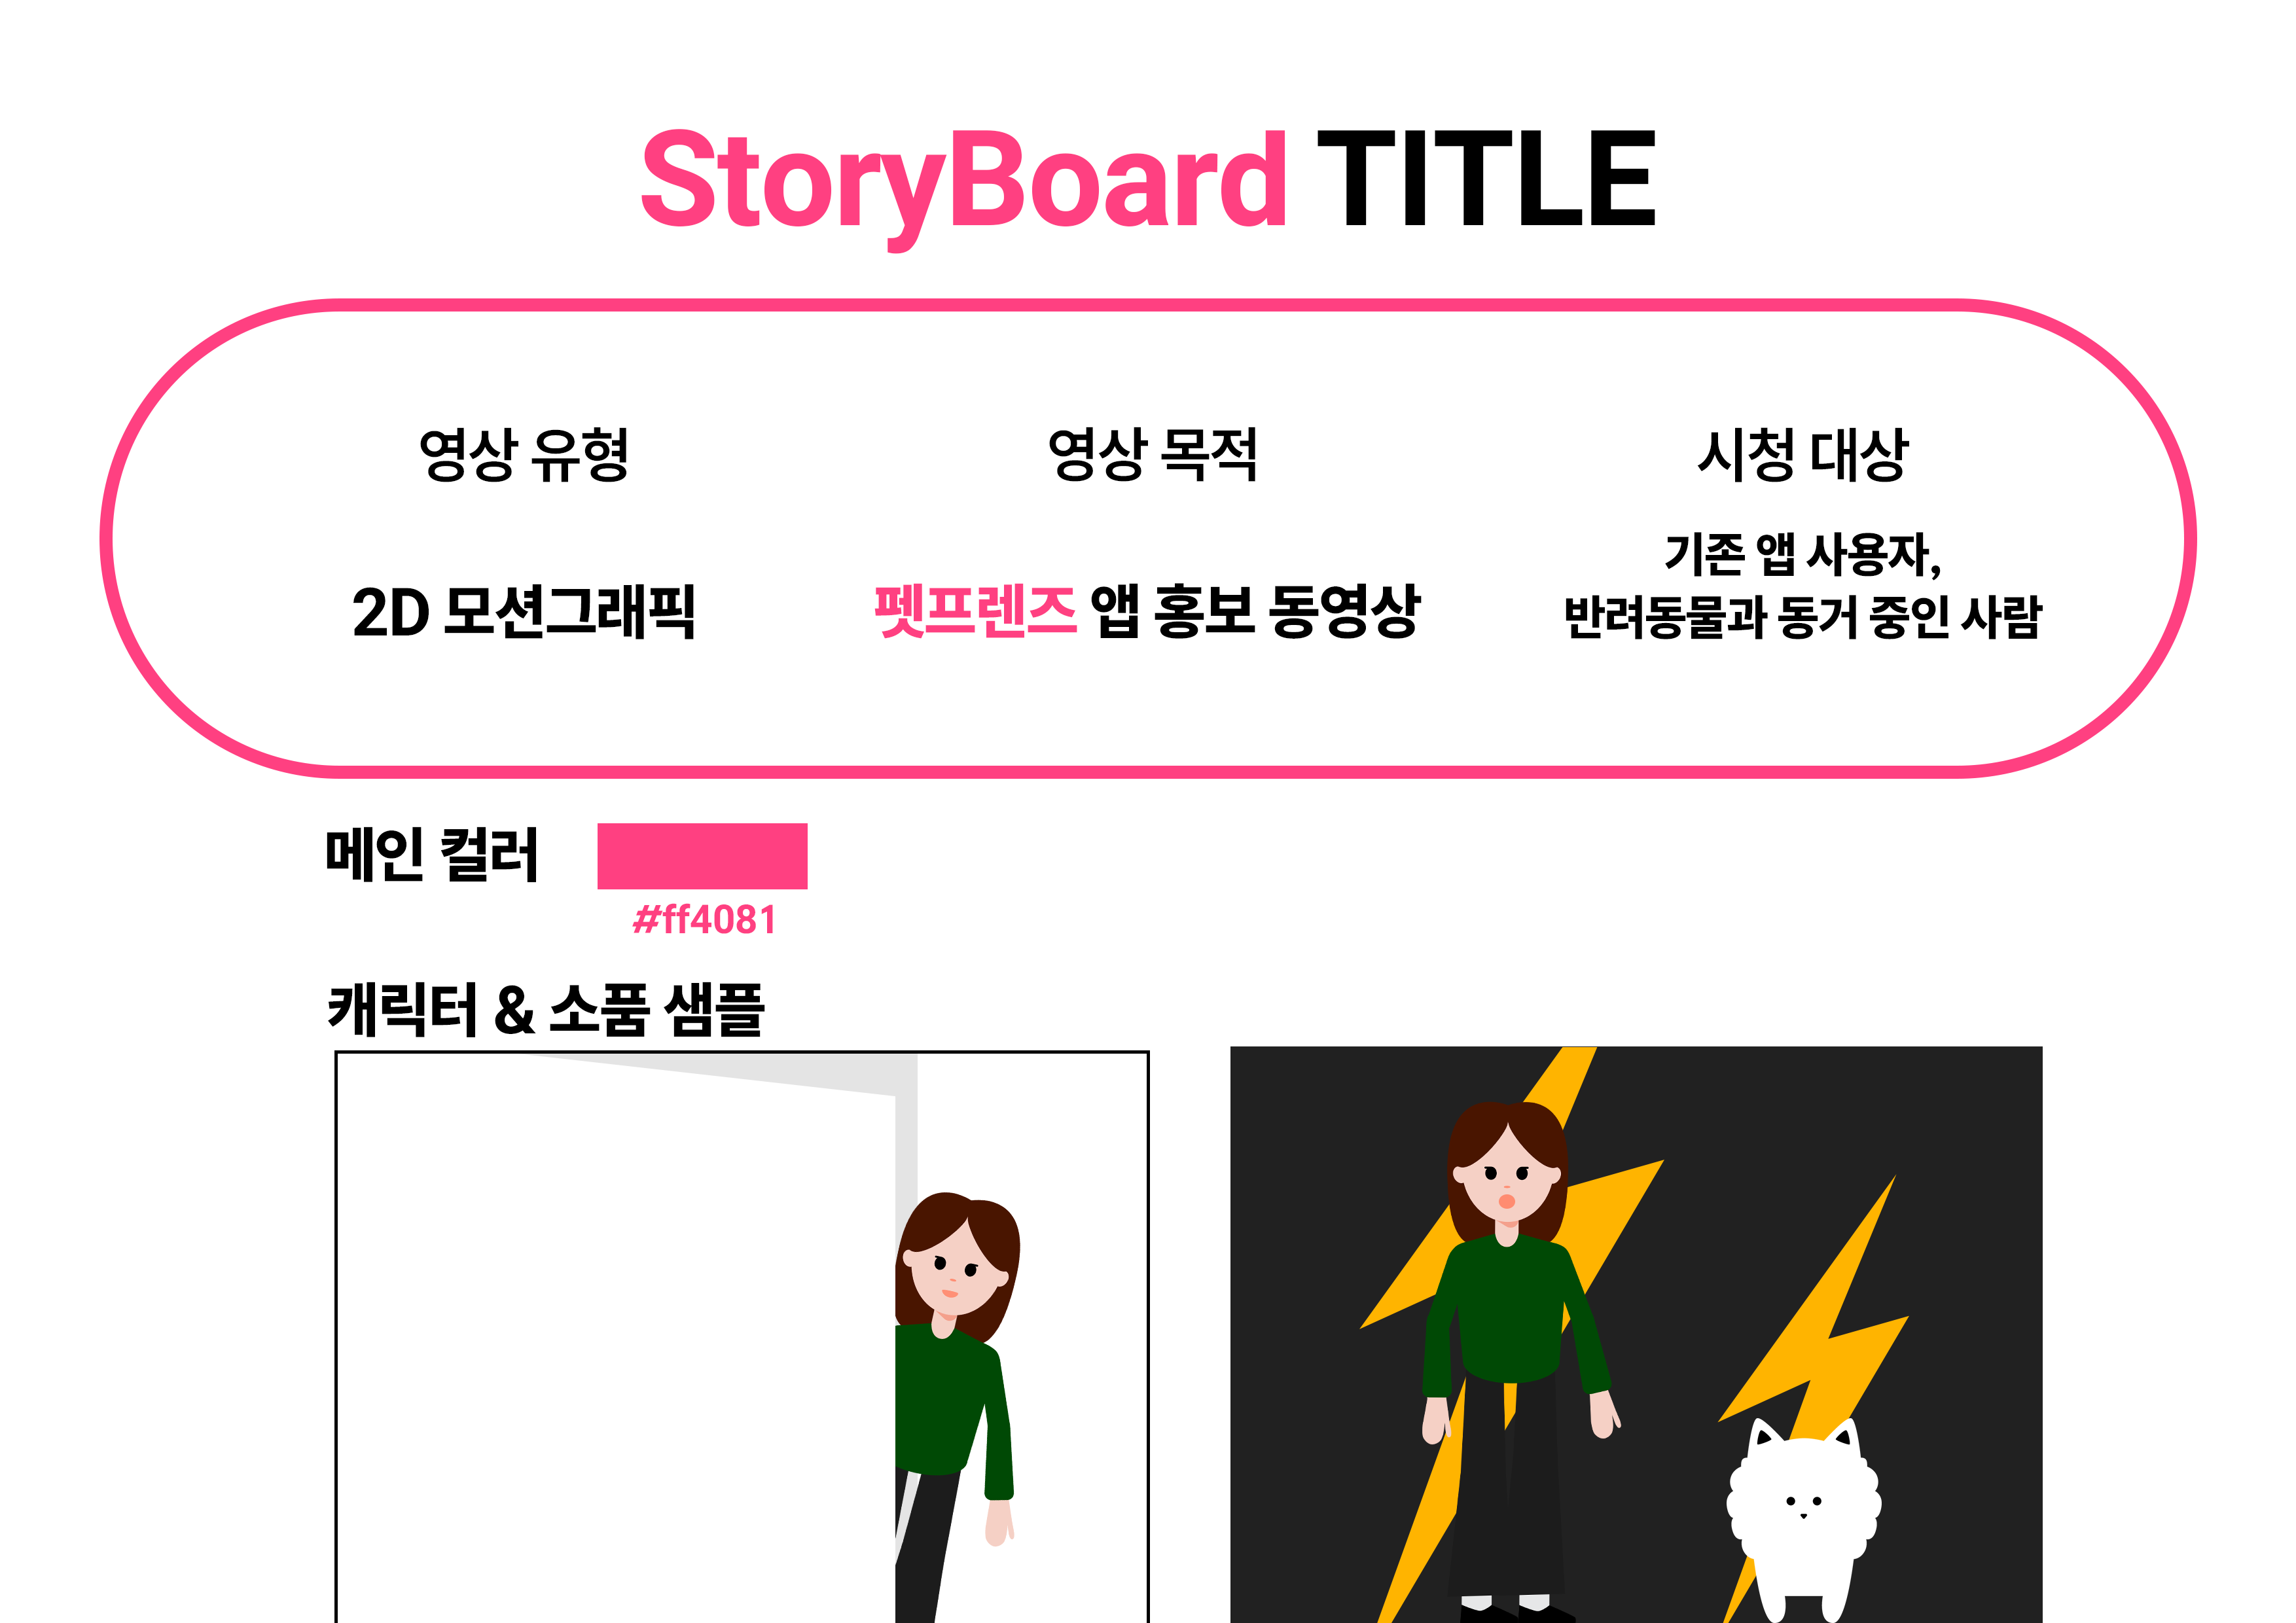 StoryBoard TITLE
영상 유형
영상 목적
시청 대상
2D 모션그래픽
펫프렌즈 앱 홍보 동영상
기존 앱 사용자,
반려동물과 동거 중인 사람
메인 컬러
#ff4081
캐릭터 & 소품 샘플